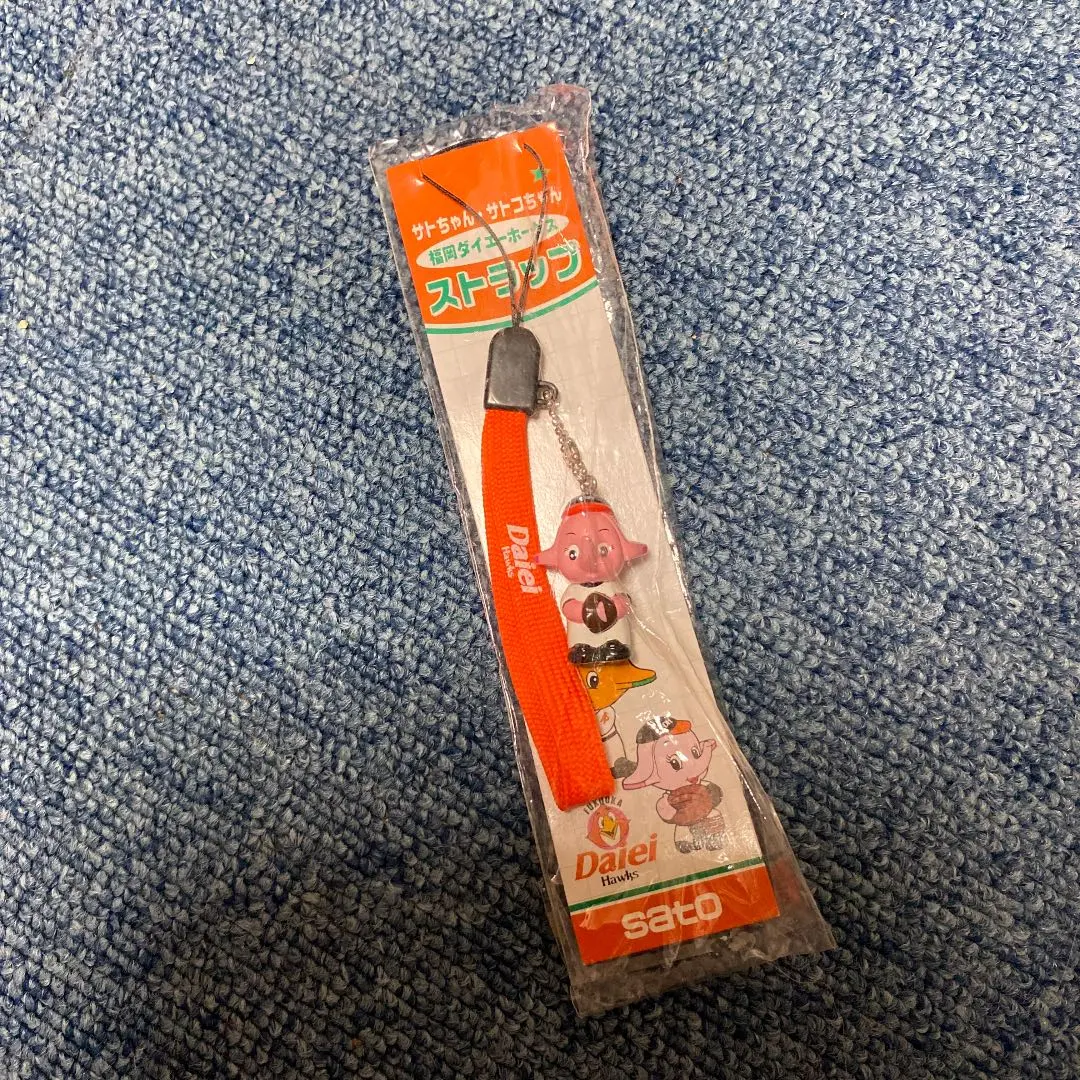 サトちゃん・サトコちゃん
福岡ダイエーホークス
ストラップ
Daiei
Hawks
FUKUOKA
Daiei
Hawks
sato